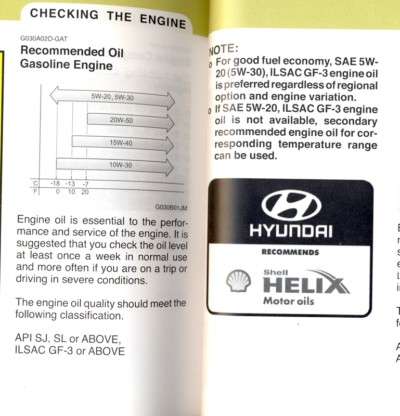 CHECKING THE ENGINE
G030A02O-GAT
Recommended Oil
Gasoline Engine
5W-20, 5W-30
20W-50
15W-40
10W-30
C -18 -13 -7
F 0 10 20
G030B01JM
Engine oil is essential to the perfor-
mance and service of the engine. It is
suggested that you check the oil level
at least once a week in normal use
and more often if you are on a trip or
driving in severe conditions.
The engine oil quality should meet the
following classification.
API SJ, SL or ABOVE,
ILSAC GF-3 or ABOVE
NOTE:
o For good fuel economy, SAE 5W-
20 (5W-30), ILSAC GF-3 engine oil
is preferred regardless of regional
option and engine variation.
o If SAE 5W-20, ILSAC GF-3 engine
oil is not available, secondary
recommended engine oil for cor-
responding temperature range
can be used.
HYUNDAI
RECOMMENDS
Shell
HELIX
Motor oils